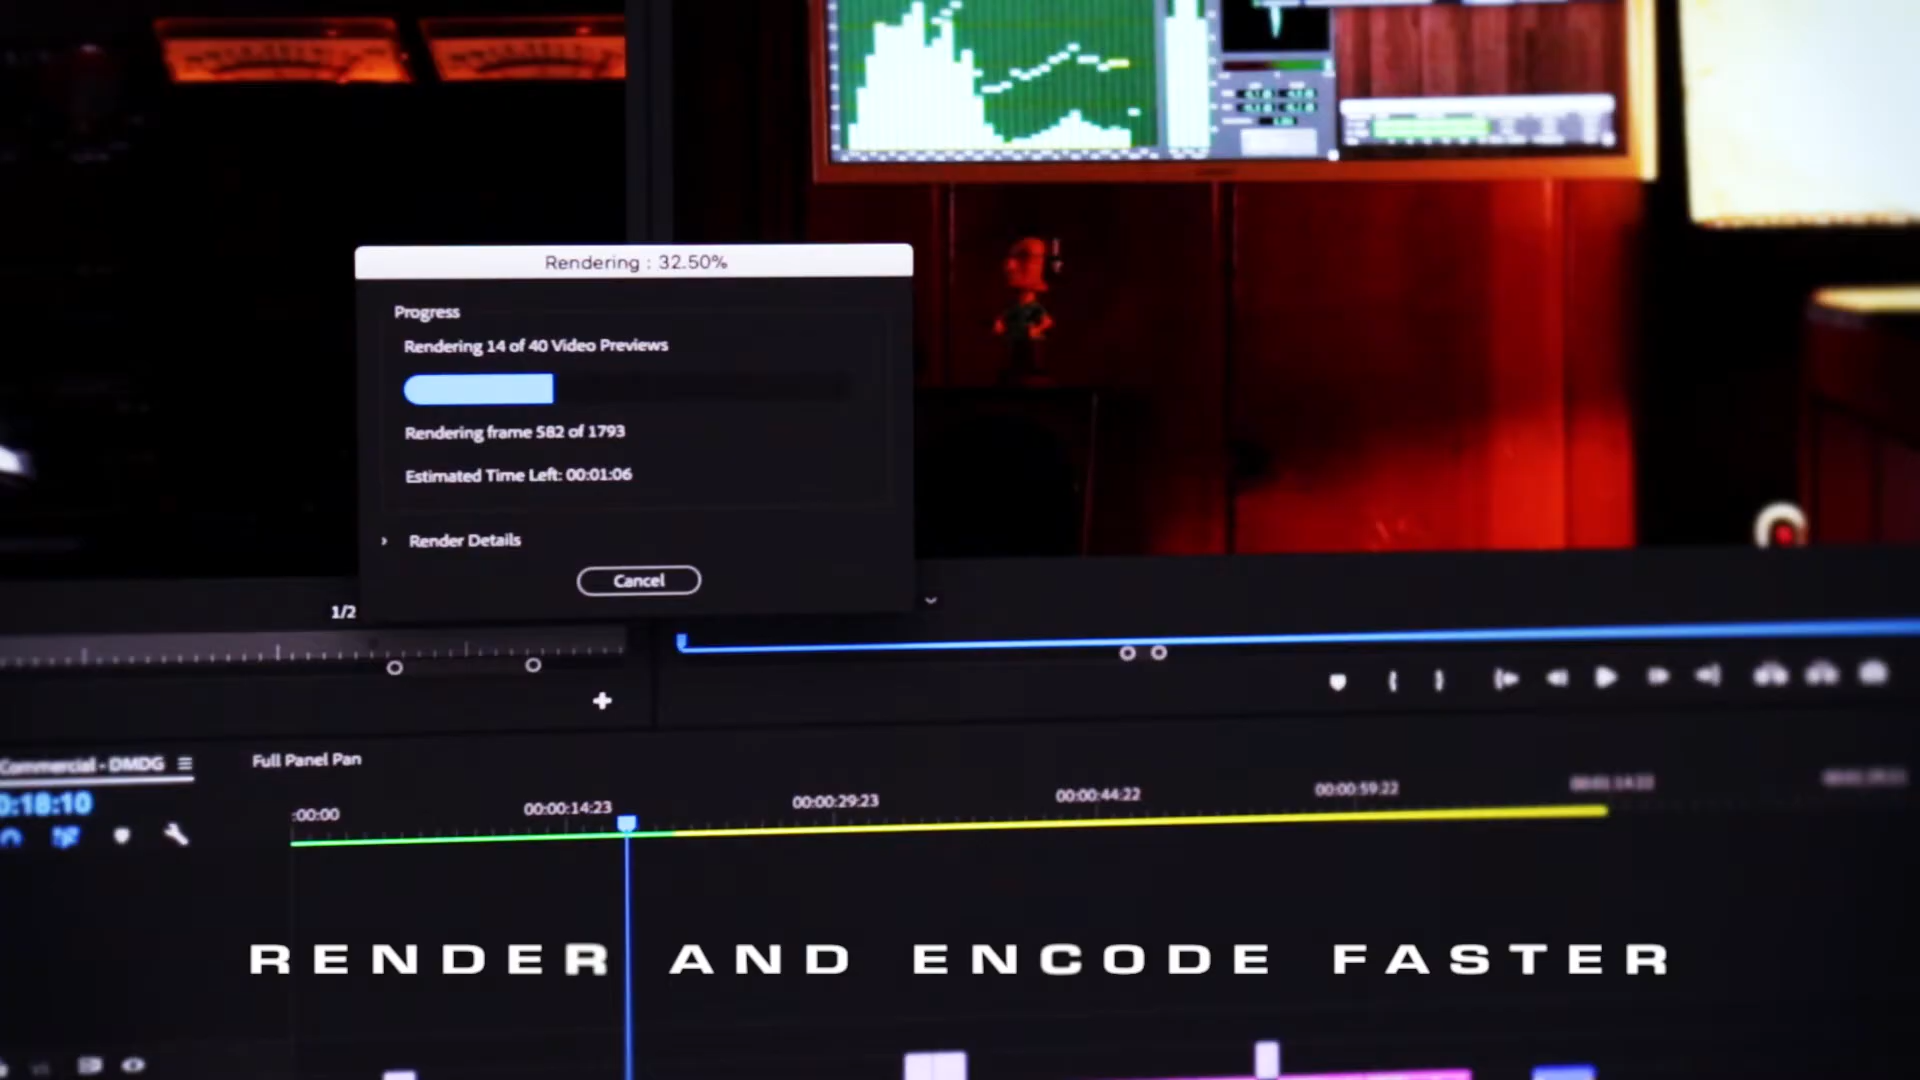 Rendering : 32.50%
Progress
Rendering 14 of 40 Video Previews
Rendering frame 582 of 1793
Estimated Time Left: 00:01:06
Render Details
Cancel
1/2
Commercial - DMDG
Full Panel Pan
0:18:10
:00:00
00:00:14:23
00:00:29:23
00:00:44:22
00:00:59:22
RENDER AND ENCODE FASTER